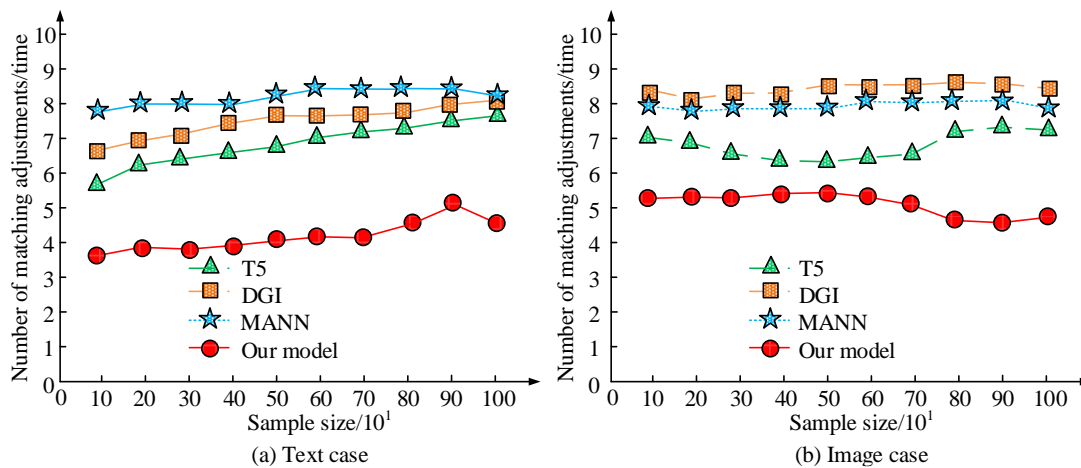 Number of matching adjustments/time
10
9
8
7
6
5
4
3
2
1
0
T5
DGI
MANN
Our model
0 10 20 30 40 50 60 70 80 90 100
Sample size/10¹
(a) Text case
Number of matching adjustments/time
10
9
8
7
6
5
4
3
2
1
0
T5
DGI
MANN
Our model
0 10 20 30 40 50 60 70 80 90 100
Sample size/10¹
(b) Image case